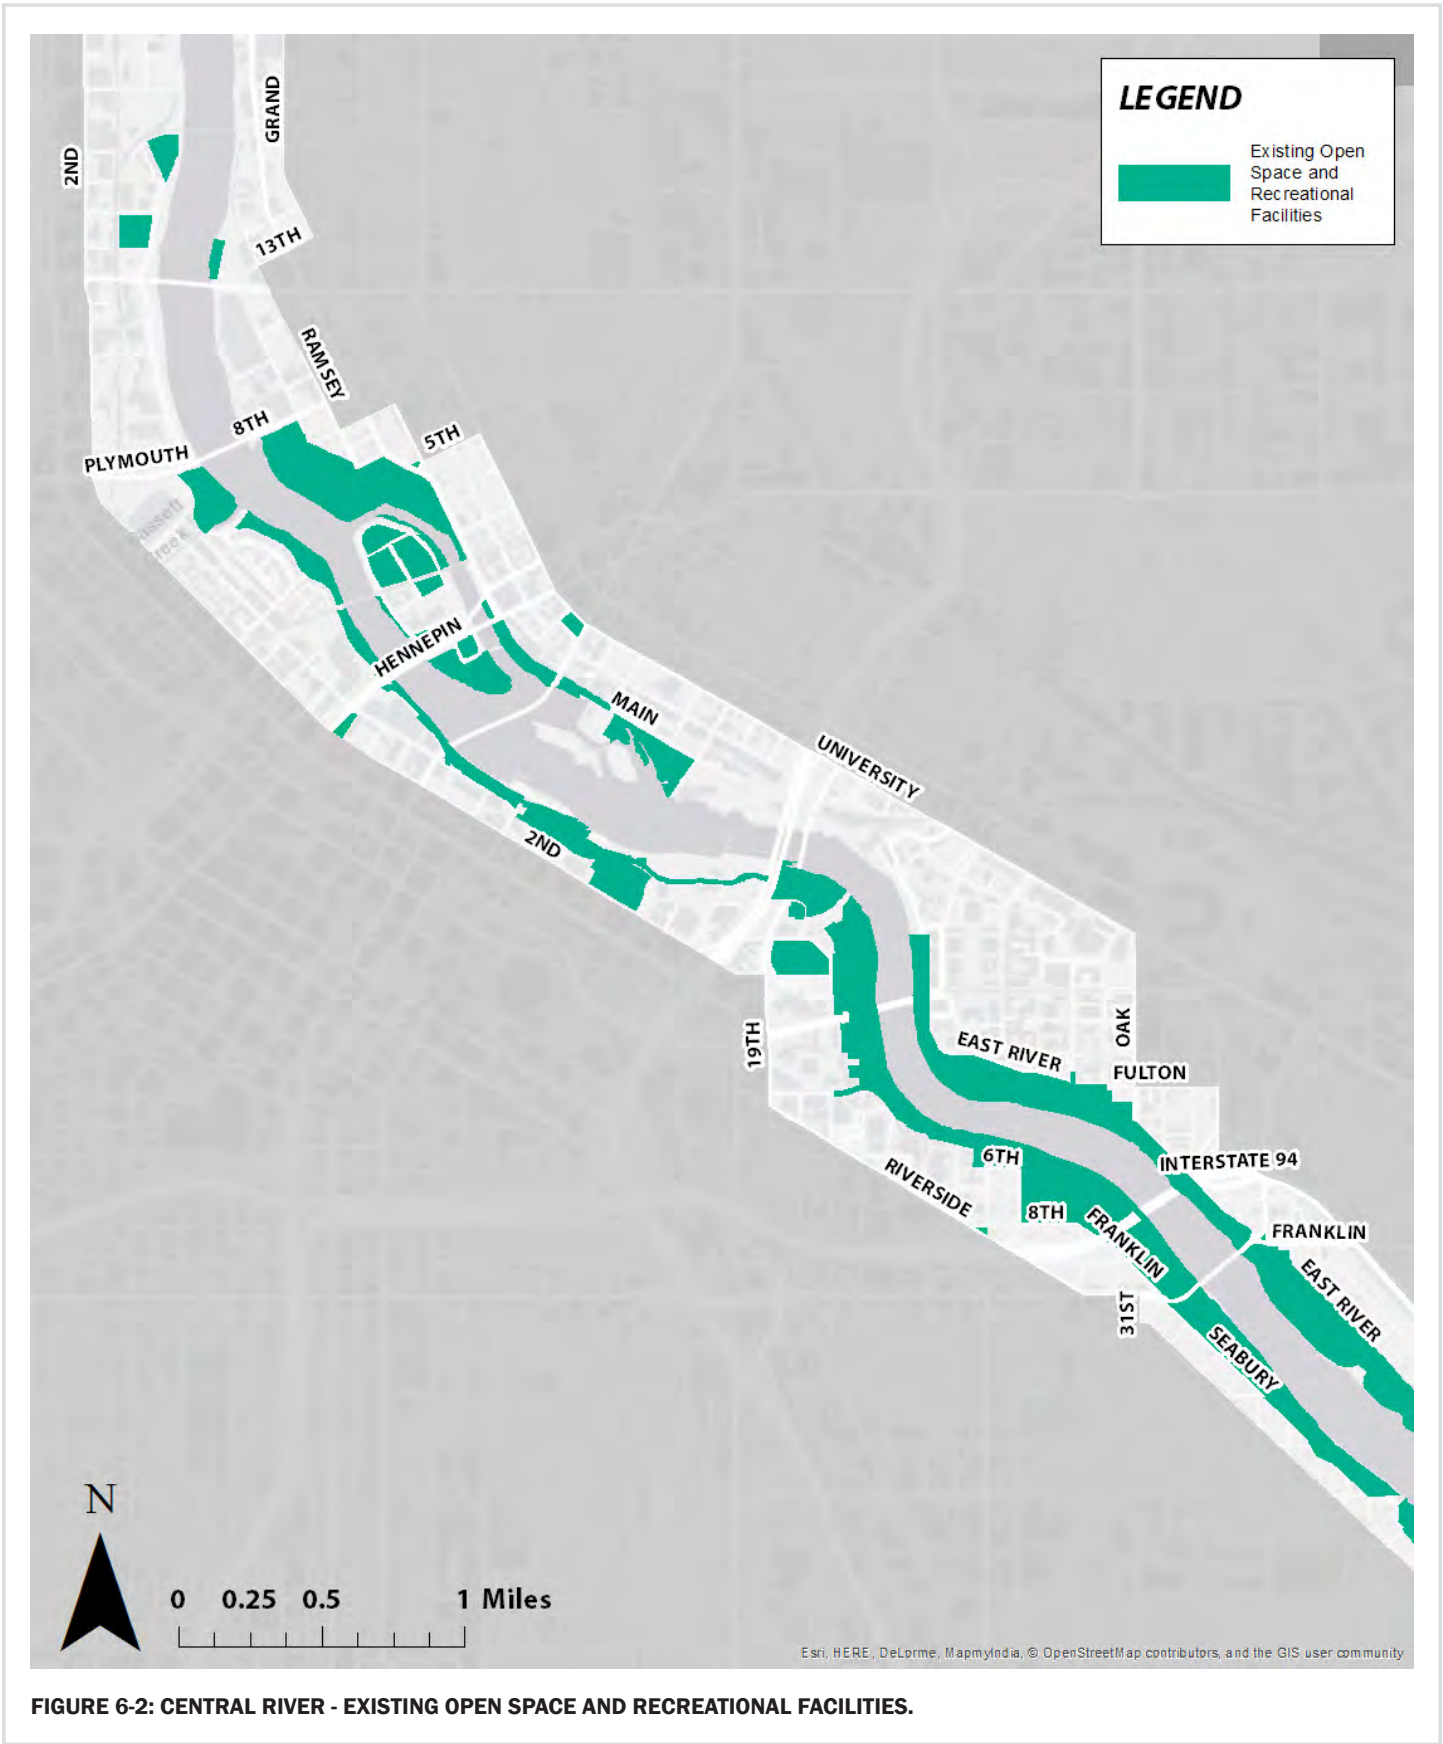 LEGEND
Existing Open
Space and
Recreational
Facilities
GRAND
2ND
13TH
RAMSEY
8TH
5TH
PLYMOUTH
Bassett
Creek
HENNEPIN
MAIN
UNIVERSITY
2ND
19TH
EAST RIVER
OAK
FULTON
6TH
INTERSTATE 94
RIVERSIDE
8TH
FRANKLIN
FRANKLIN
EAST RIVER
31ST
SEABURY
N
0 0.25 0.5 1 Miles
Esri, HERE, DeLorme, MapmyIndia, © OpenStreetMap contributors, and the GIS user community
FIGURE 6-2: CENTRAL RIVER - EXISTING OPEN SPACE AND RECREATIONAL FACILITIES.